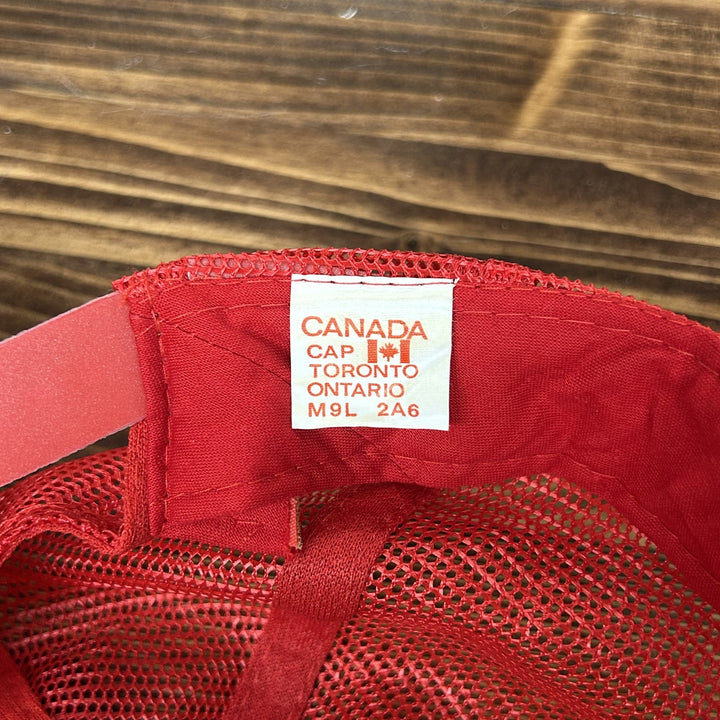 CANADA
CAP
TORONTO
ONTARIO
M9L 2A6